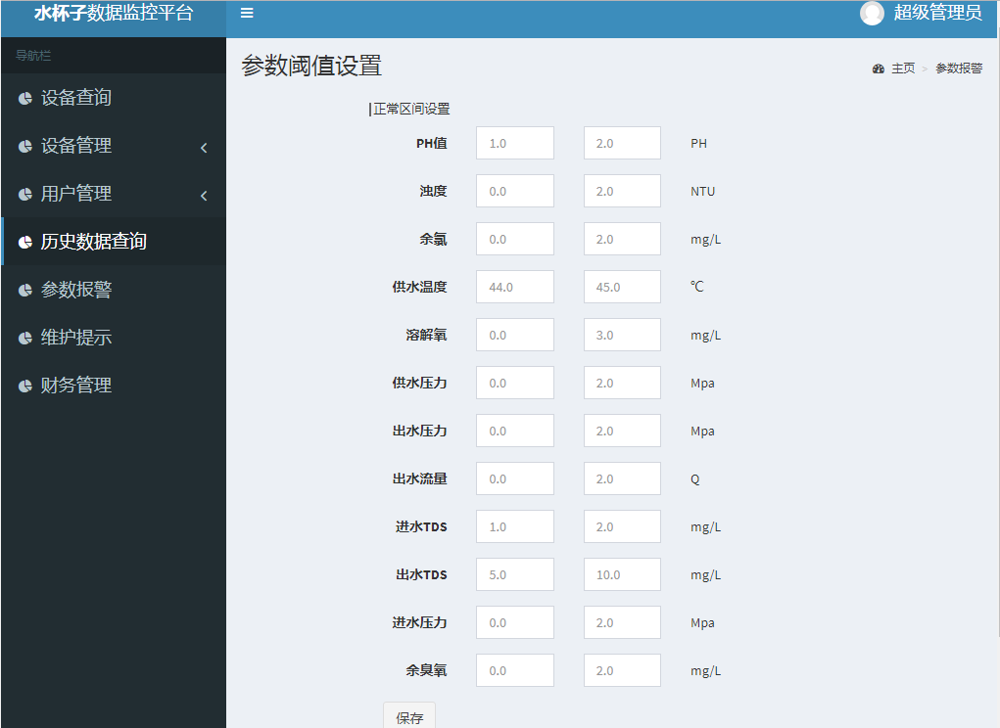 水杯子数据监控平台
超级管理员
导航栏
设备查询
设备管理
用户管理
历史数据查询
参数报警
维护提示
财务管理
参数阈值设置
主页 > 参数报警
|正常区间设置
PH值 1.0 2.0 PH
浊度 0.0 2.0 NTU
余氯 0.0 2.0 mg/L
供水温度 44.0 45.0 ℃
溶解氧 0.0 3.0 mg/L
供水压力 0.0 2.0 Mpa
出水压力 0.0 2.0 Mpa
出水流量 0.0 2.0 Q
进水TDS 1.0 2.0 mg/L
出水TDS 5.0 10.0 mg/L
进水压力 0.0 2.0 Mpa
余臭氧 0.0 2.0 mg/L
保存